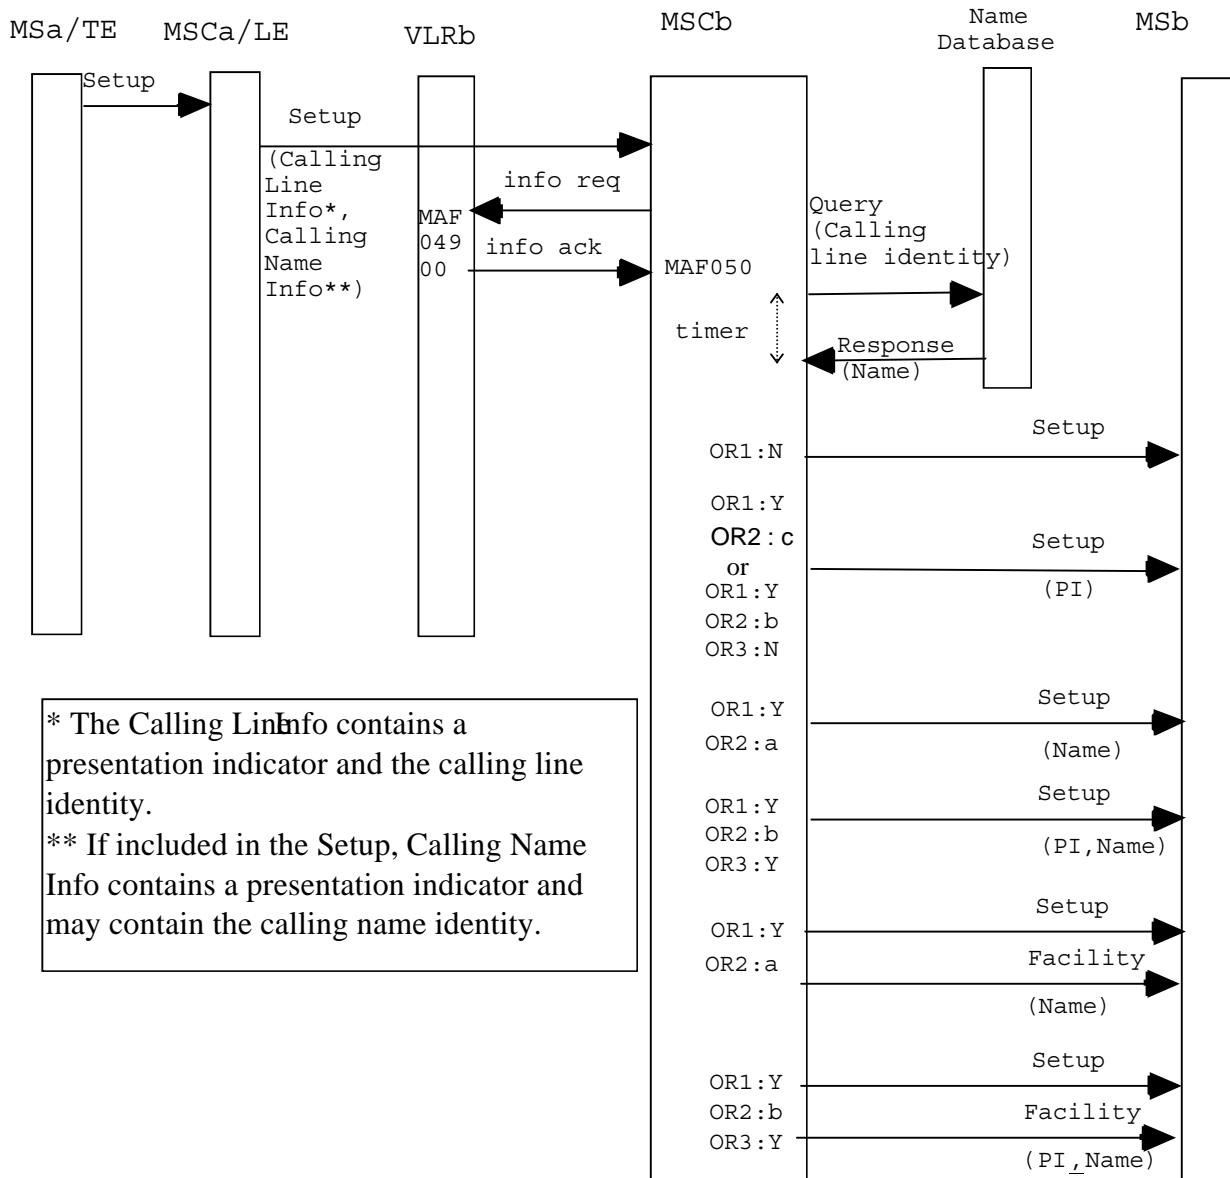 MSa/TE
MSCa/LE
VLRb
MSCb
Name
Database
MSb
Setup
Setup
(Calling
Line
Info*,
Calling
Name
Info**)
info req
MAF
049
00
info ack
MAF050
timer
Query
(Calling
line identity)
Response
(Name)
OR1:N
Setup
OR1:Y
OR2 : c
or
OR1:Y
OR2:b
OR3:N
Setup
(PI)
OR1:Y
OR2:a
Setup
(Name)
OR1:Y
OR2:b
OR3:Y
Setup
(PI,Name)
OR1:Y
OR2:a
Setup
Facility
(Name)
OR1:Y
OR2:b
OR3:Y
Setup
Facility
(PI,Name)
* The Calling Line Info contains a
presentation indicator and the calling line
identity.
** If included in the Setup, Calling Name
Info contains a presentation indicator and
may contain the calling name identity.